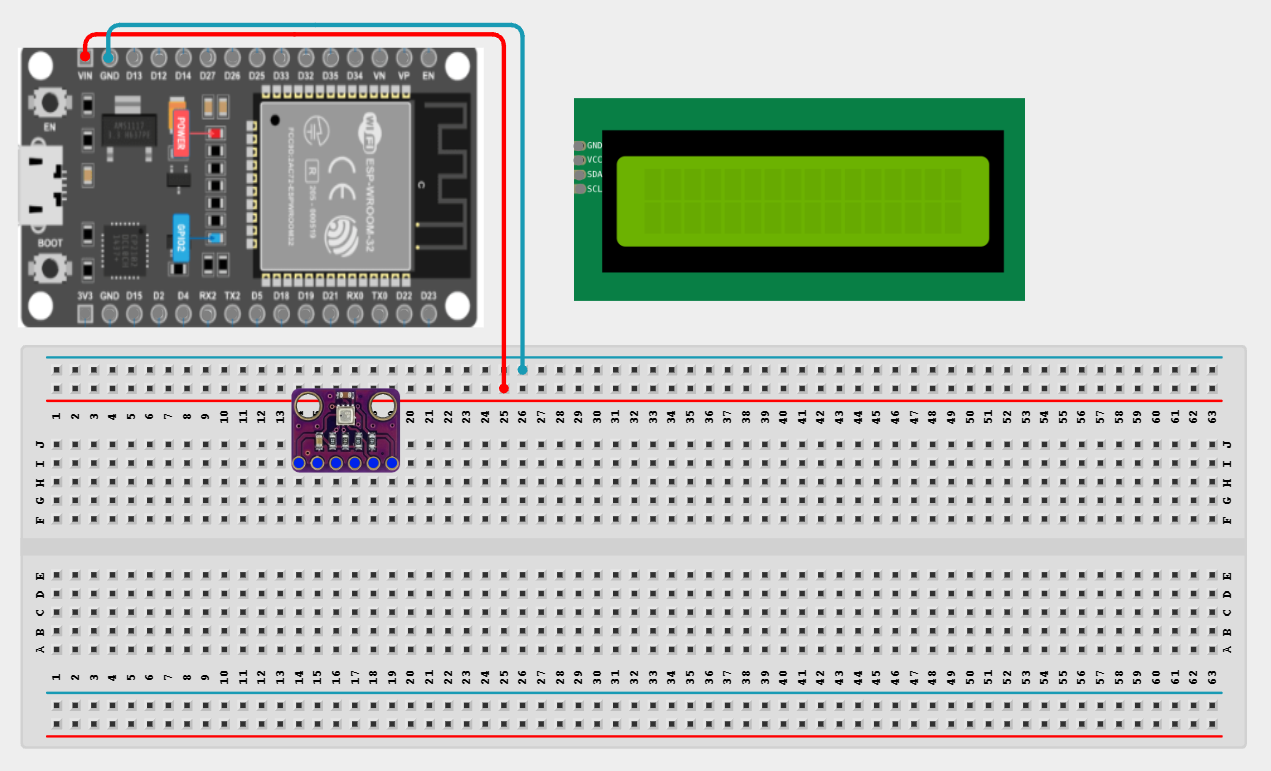 VIN GND D13 D12 D14 D27 D26 D25 D33 D32 D35 D34 VN VP EN
EN
POWER
WiFi
ESP-WROOM-32
CE
R
C
BOOT
GPIO2
3V3 GND D15 D2 D4 RX2 TX2 D5 D18 D19 D21 RX0 TX0 D22 D23
GND
VCC
SDA
SCL
1 2 3 4 5 6 7 8 9 10 11 12 13 20 21 22 23 24 25 26 27 28 29 30 31 32 33 34 35 36 37 38 39 40 41 42 43 44 45 46 47 48 49 50 51 52 53 54 55 56 57 58 59 60 61 62 63
J J
I I
H H
G G
F F
E E
D D
C C
B B
A A
1 2 3 4 5 6 7 8 9 10 11 12 13 14 15 16 17 18 19 20 21 22 23 24 25 26 27 28 29 30 31 32 33 34 35 36 37 38 39 40 41 42 43 44 45 46 47 48 49 50 51 52 53 54 55 56 57 58 59 60 61 62 63